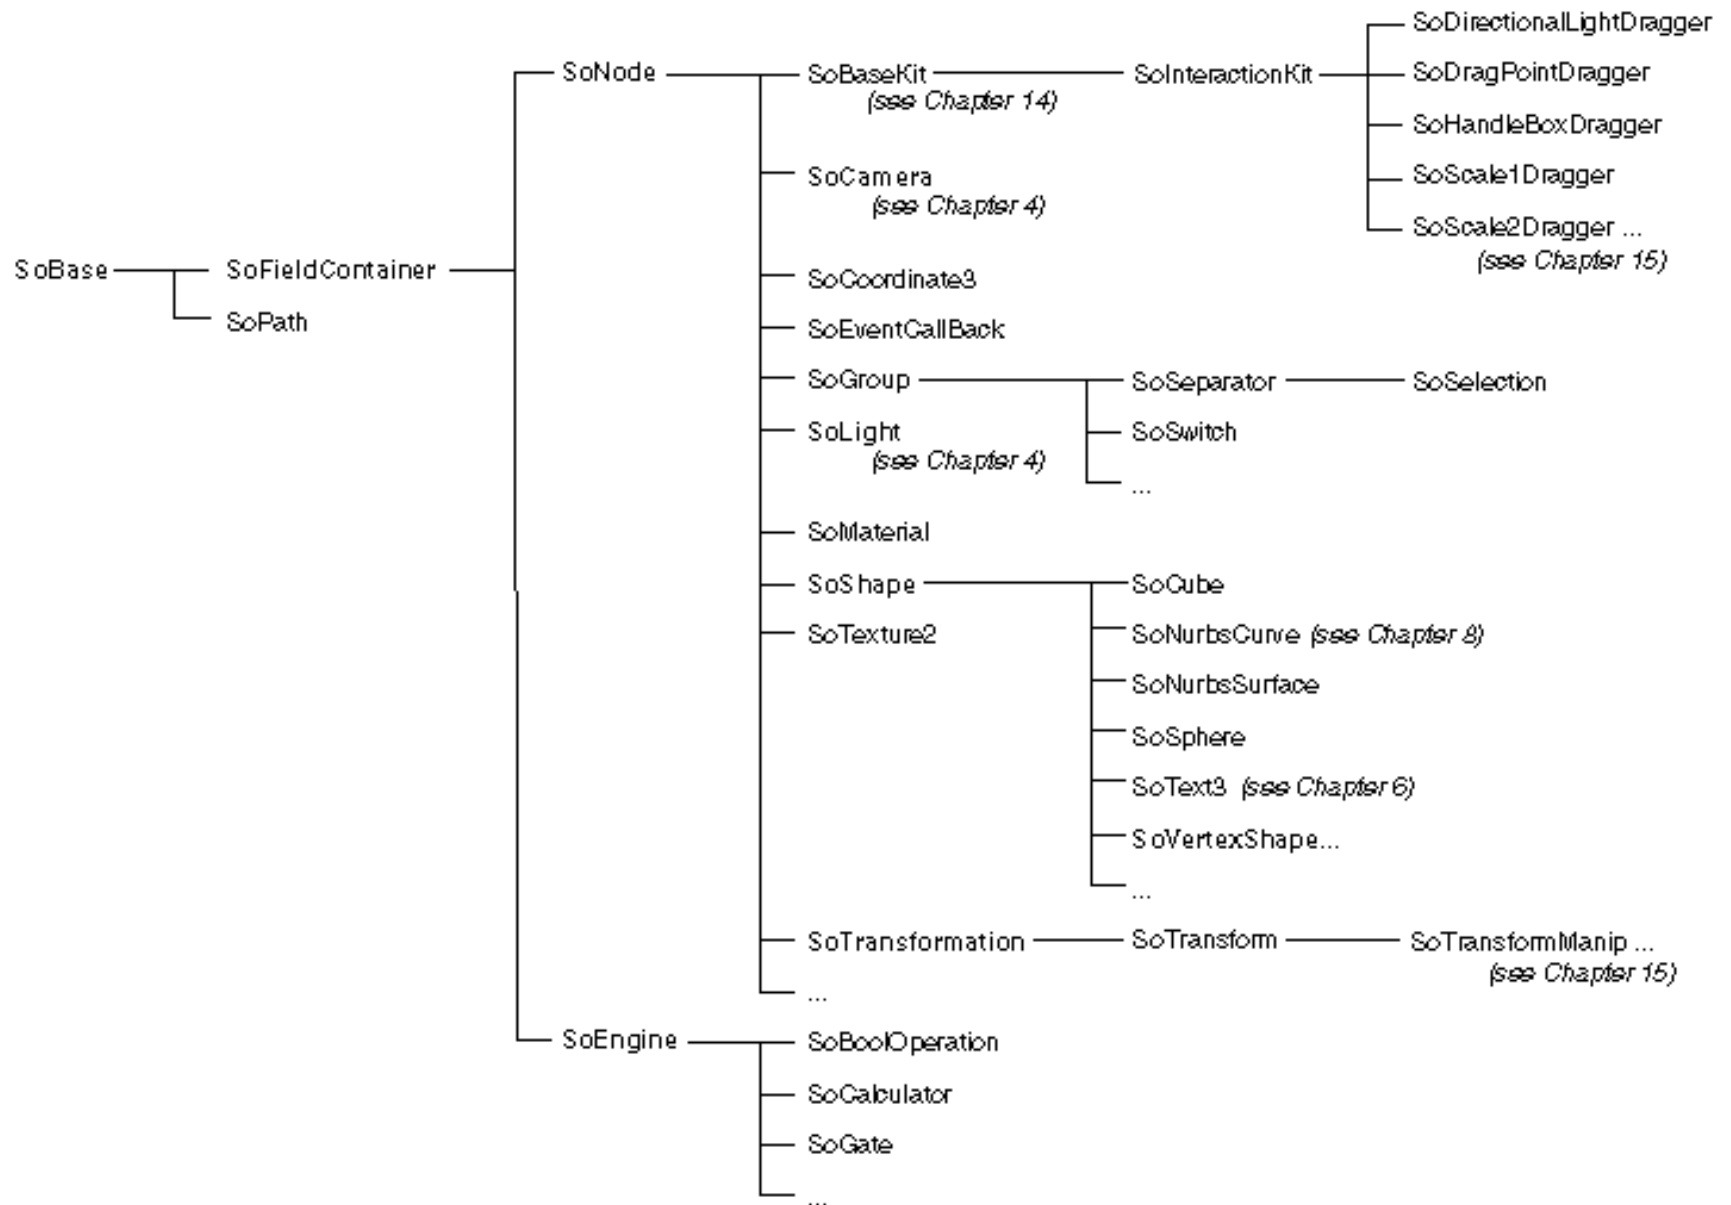 SoDirectionalLightDragger
SoNode
SoBaseKit
SoInteractionKit
SoDragPointDragger
(see Chapter 14)
SoHandleBoxDragger
SoCamera
SoScale1Dragger
(see Chapter 4)
SoScale2Dragger ...
(see Chapter 15)
SoBase
SoFieldContainer
SoCoordinate3
SoPath
SoEventCallBack
SoGroup
SoSeparator
SoSelection
SoLight
SoSwitch
(see Chapter 4)
...
SoMaterial
SoShape
SoCube
SoTexture2
SoNurbsCurve (see Chapter 8)
SoNurbsSurface
SoSphere
SoText3 (see Chapter 6)
SoVertexShape...
...
SoTransformation
SoTransform
SoTransformManip ...
(see Chapter 15)
...
SoEngine
SoBoolOperation
SoCalculator
SoGate
...